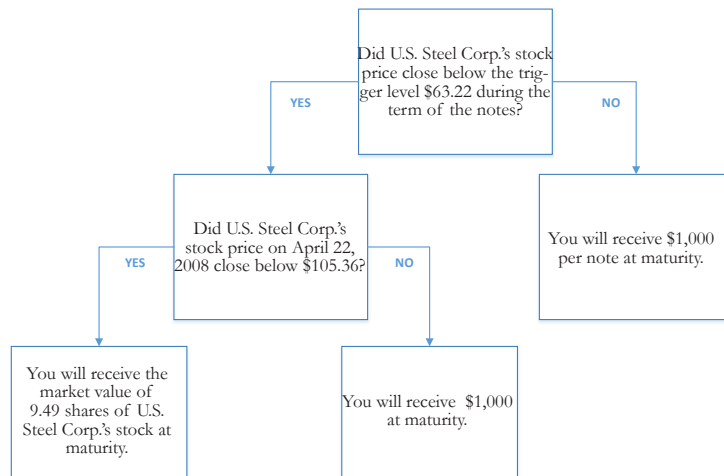 Did U.S. Steel Corp.'s stock
price close below the trig-
ger level $63.22 during the
term of the notes?
YES
NO
Did U.S. Steel Corp.'s
stock price on April 22,
2008 close below $105.36?
You will receive $1,000
per note at maturity.
YES
NO
You will receive the
market value of
9.49 shares of U.S.
Steel Corp.'s stock at
maturity.
You will receive $1,000
at maturity.